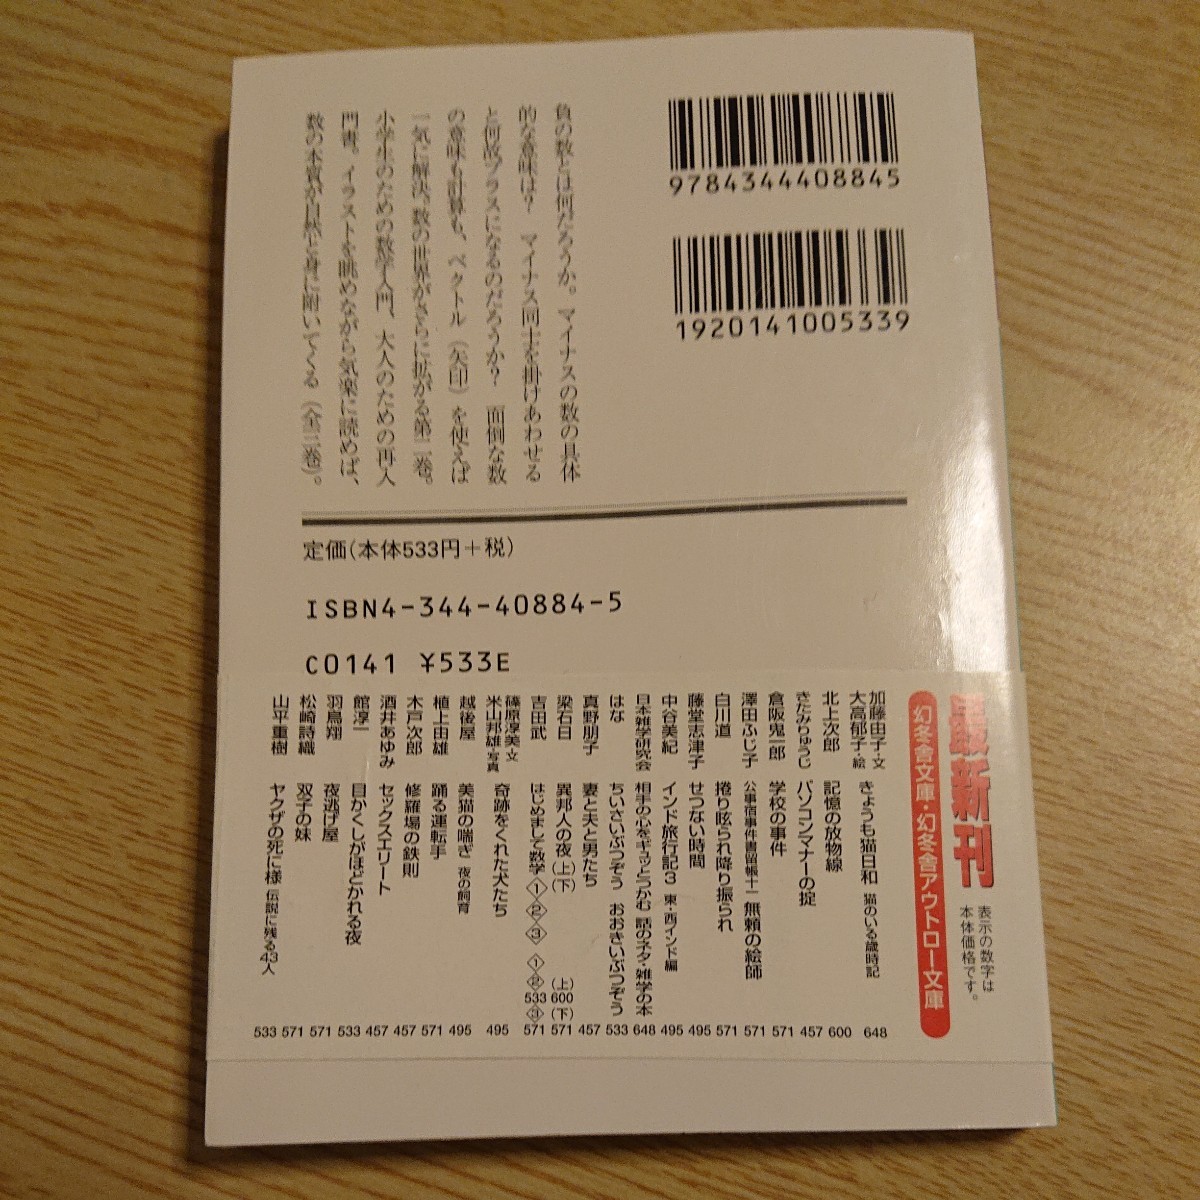 9784344408845
1920141005339
負の数とは何だろうか。マイナスの数の具体
的な意味は? マイナス同士を掛けあわせる
と何故プラスになるのだろうか? 面倒な数
の意味も計算も、ベクトル(矢印)を使えば
一気に解決。数の世界がさらに拡がる第二巻。
小学生のための数学入門、大人のための再入
門書。イラストを眺めながら気楽に読めば、
数の本質が自然と身に附いてくる(全三巻)。
定価(本体533円+税)
ISBN4-344-40884-5
C0141 ¥533E
最新刊
表示の数字は
本体価格です。
幻冬舎文庫・幻冬舎アウトロー文庫
加藤由子・文
大高郁子・絵 きょうも猫日和 猫のいる歳時記 648
北上次郎 記憶の放物線 600
きたみりゅうじ パソコンマナーの掟 457
倉阪鬼一郎 学校の事件 571
澤田ふじ子 公事宿事件書留帳十一 無頼の絵師 571
白川道 捲り眩られ降り振られ 571
藤堂志津子 せつない時間 495
中谷美紀 インド旅行記3 東・西インド編 495
日本雑学研究会 相手の心をギュッとつかむ 話のネタ・雑学の本 648
はな ちいさいぶつぞう おおきいぶつぞう 533
真野朋子 妻と夫と男たち 457
梁石日 異邦人の夜(上・下) (上)600 (下)571
吉田武 はじめまして数学①②③ ①②533 ③571
篠原淳美・文
米山邦雄・写真 奇跡をくれた犬たち 495
越後屋 美猫の喘ぎ 夜の飼育 495
植上由雄 踊る運転手 571
木戸次郎 修羅場の鉄則 457
酒井あゆみ セックスエリート 457
館淳一 目かくしがほどかれる夜 533
羽鳥翔 夜逃げ屋 571
松崎詩織 双子の妹 571
山平重樹 ヤクザの死に様 伝説に残る43人 533